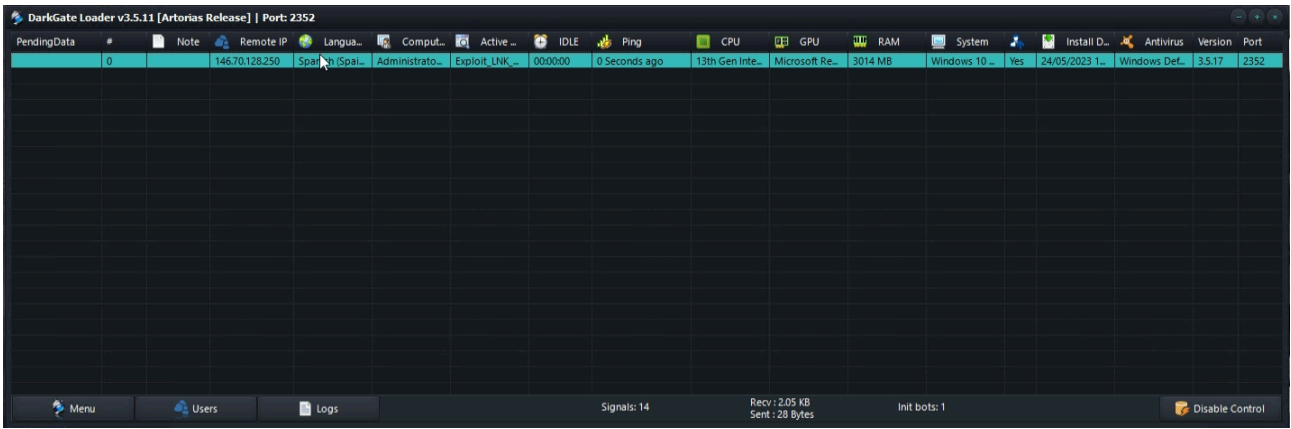 DarkGate Loader v3.5.11 [Artorias Release] | Port: 2352
PendingData # Note Remote IP Langua... Comput... Active ... IDLE Ping CPU GPU RAM System Install D... Antivirus Version Port
0 146.70.128.250 Spanish (Spai... Administrato... Exploit_LNK_... 00:00:00 0 Seconds ago 13th Gen Inte... Microsoft Re... 3014 MB Windows 10 ... Yes 24/05/2023 1... Windows Def... 3.5.17 2352
Menu Users Logs Signals: 14 Recv : 2.05 KB Init bots: 1 Disable Control
Sent : 28 Bytes